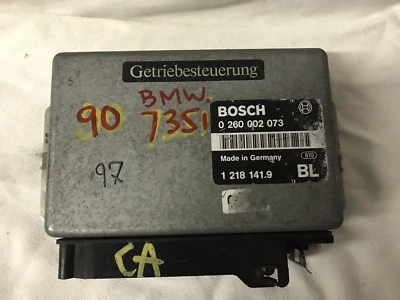 Getriebesteuerung
90 BMW.
735i
97
BOSCH
0 260 002 073
Made in Germany 610
1 218 141.9 BL
CA